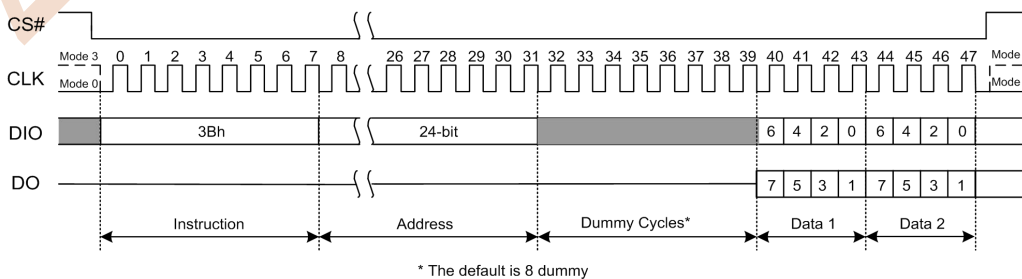 CS#
Mode 3 0 1 2 3 4 5 6 7 8 26 27 28 29 30 31 32 33 34 35 36 37 38 39 40 41 42 43 44 45 46 47 Mode
CLK
Mode 0 Mode
DIO 3Bh 24-bit 6 4 2 0 6 4 2 0
DO 7 5 3 1 7 5 3 1
Instruction Address Dummy Cycles* Data 1 Data 2
* The default is 8 dummy